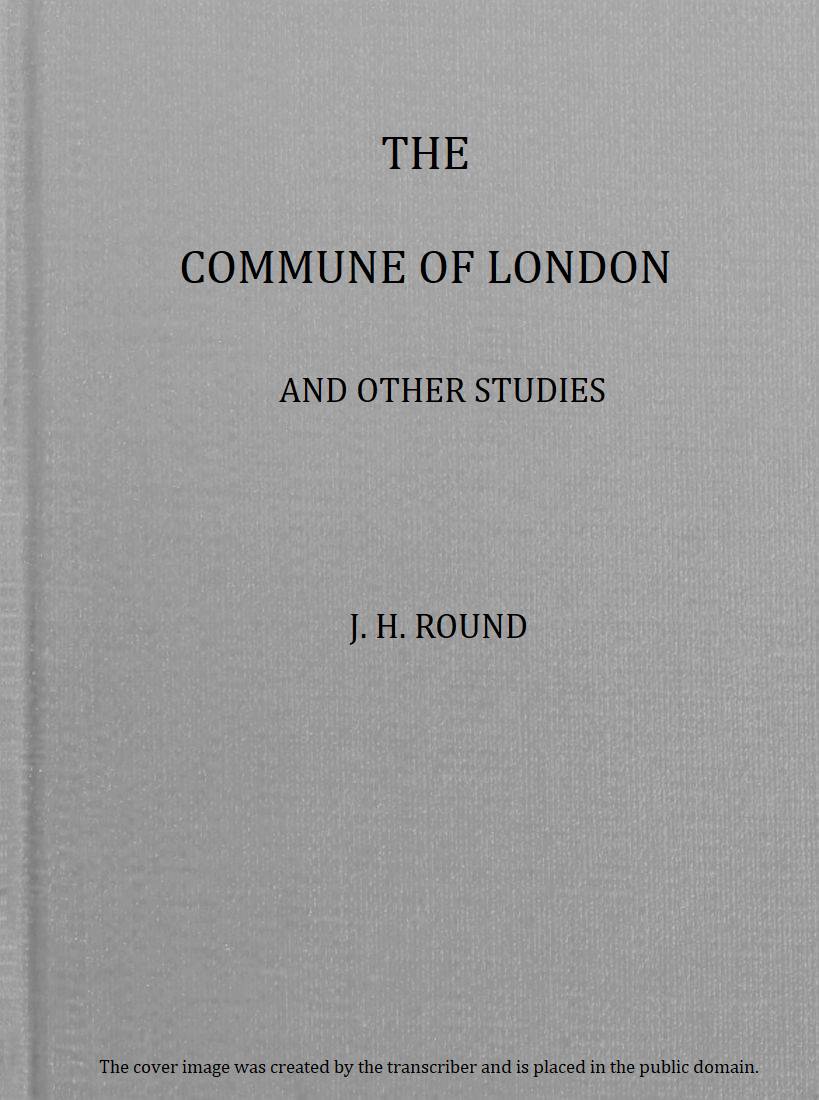 THE
COMMUNE OF LONDON
AND OTHER STUDIES
J. H. ROUND
The cover image was created by the transcriber and is placed in the public domain.